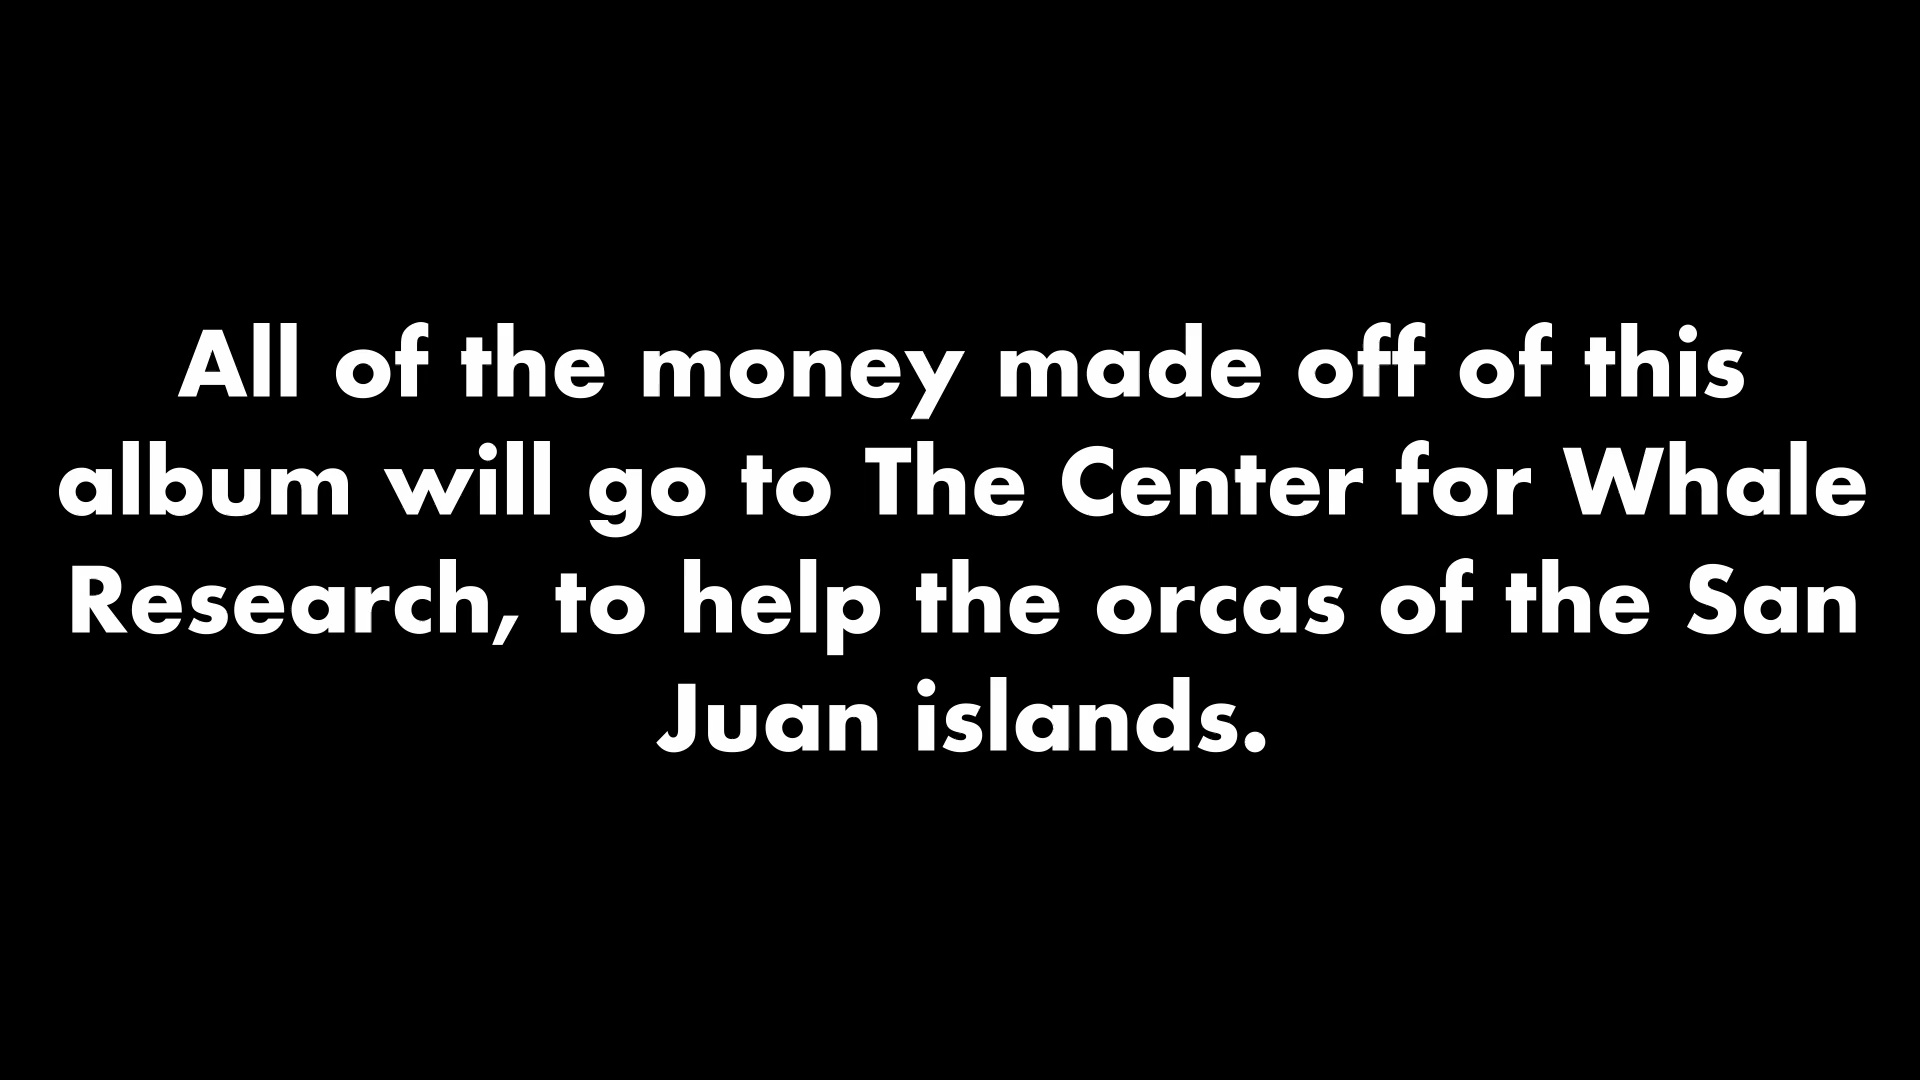 All of the money made off of this
album will go to The Center for Whale
Research, to help the orcas of the San
Juan islands.